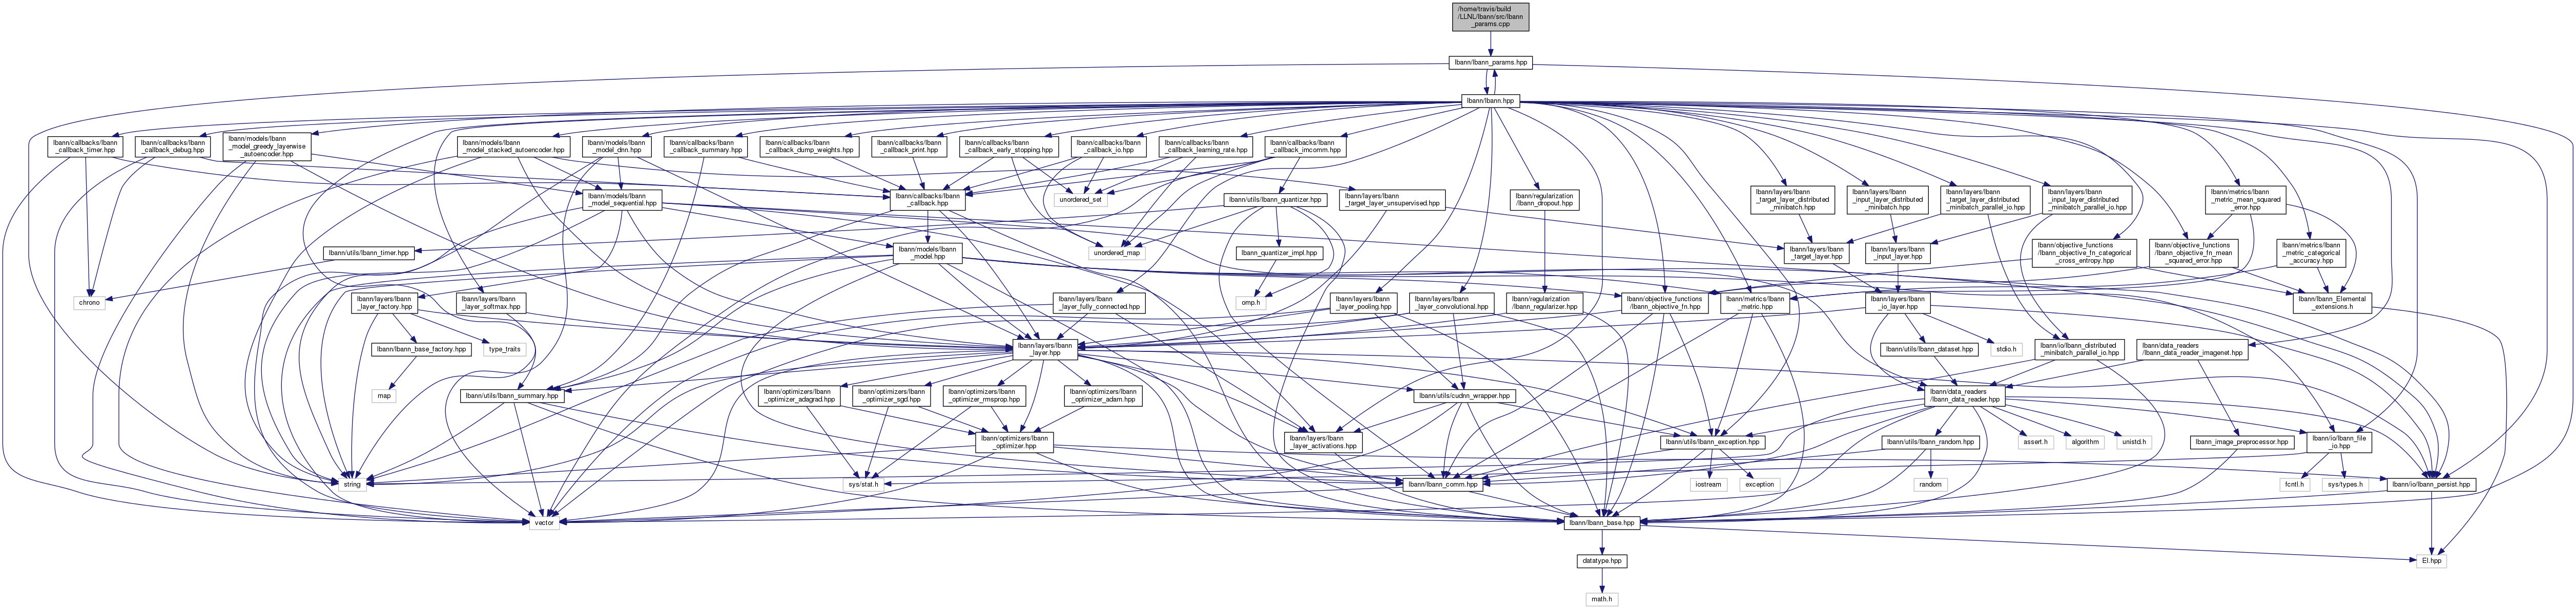 /home/travis/build
/LLNL/lbann/src/lbann
_params.cpp
lbann/lbann_params.hpp
lbann/lbann.hpp
lbann/callbacks/lbann
_callback_timer.hpp
lbann/callbacks/lbann
_callback_debug.hpp
lbann/models/lbann
_model_greedy_layerwise
_autoencoder.hpp
lbann/models/lbann
_model_stacked_autoencoder.hpp
lbann/models/lbann
_model_dnn.hpp
lbann/callbacks/lbann
_callback_summary.hpp
lbann/callbacks/lbann
_callback_dump_weights.hpp
lbann/callbacks/lbann
_callback_print.hpp
lbann/callbacks/lbann
_callback_early_stopping.hpp
lbann/callbacks/lbann
_callback_io.hpp
lbann/callbacks/lbann
_callback_learning_rate.hpp
lbann/callbacks/lbann
_callback_imcomm.hpp
lbann/models/lbann
_model_sequential.hpp
lbann/callbacks/lbann
_callback.hpp
unordered_set
lbann/utils/lbann_quantizer.hpp
lbann/layers/lbann
_target_layer_unsupervised.hpp
lbann/regularization
/lbann_dropout.hpp
lbann/layers/lbann
_target_layer_distributed
_minibatch.hpp
lbann/layers/lbann
_input_layer_distributed
_minibatch.hpp
lbann/layers/lbann
_target_layer_distributed
_minibatch_parallel_io.hpp
lbann/layers/lbann
_input_layer_distributed
_minibatch_parallel_io.hpp
lbann/metrics/lbann
_metric_mean_squared
_error.hpp
lbann/utils/lbann_timer.hpp
lbann/models/lbann
_model.hpp
unordered_map
lbann_quantizer_impl.hpp
lbann/layers/lbann
_target_layer.hpp
lbann/layers/lbann
_input_layer.hpp
lbann/objective_functions
/lbann_objective_fn_categorical
_cross_entropy.hpp
lbann/objective_functions
/lbann_objective_fn_mean
_squared_error.hpp
lbann/metrics/lbann
_metric_categorical
_accuracy.hpp
chrono
lbann/layers/lbann
_layer_factory.hpp
lbann/layers/lbann
_layer_softmax.hpp
lbann/layers/lbann
_layer_fully_connected.hpp
omp.h
lbann/layers/lbann
_layer_pooling.hpp
lbann/layers/lbann
_layer_convolutional.hpp
lbann/regularization
/lbann_regularizer.hpp
lbann/objective_functions
/lbann_objective_fn.hpp
lbann/metrics/lbann
_metric.hpp
lbann/layers/lbann
_io_layer.hpp
lbann/lbann_Elemental
_extensions.h
lbann/lbann_base_factory.hpp
type_traits
lbann/layers/lbann
_layer.hpp
lbann/utils/lbann_dataset.hpp
stdio.h
lbann/io/lbann_distributed
_minibatch_parallel_io.hpp
lbann/data_readers
/lbann_data_reader_imagenet.hpp
map
lbann/utils/lbann_summary.hpp
lbann/optimizers/lbann
_optimizer_adagrad.hpp
lbann/optimizers/lbann
_optimizer_sgd.hpp
lbann/optimizers/lbann
_optimizer_rmsprop.hpp
lbann/optimizers/lbann
_optimizer_adam.hpp
lbann/utils/cudnn_wrapper.hpp
lbann/data_readers
/lbann_data_reader.hpp
lbann/optimizers/lbann
_optimizer.hpp
lbann/layers/lbann
_layer_activations.hpp
lbann/utils/lbann_exception.hpp
lbann/utils/lbann_random.hpp
assert.h
algorithm
unistd.h
lbann_image_preprocessor.hpp
lbann/io/lbann_file
_io.hpp
string
sys/stat.h
lbann/lbann_comm.hpp
iostream
exception
random
fcntl.h
sys/types.h
lbann/io/lbann_persist.hpp
vector
lbann/lbann_base.hpp
datatype.hpp
El.hpp
math.h